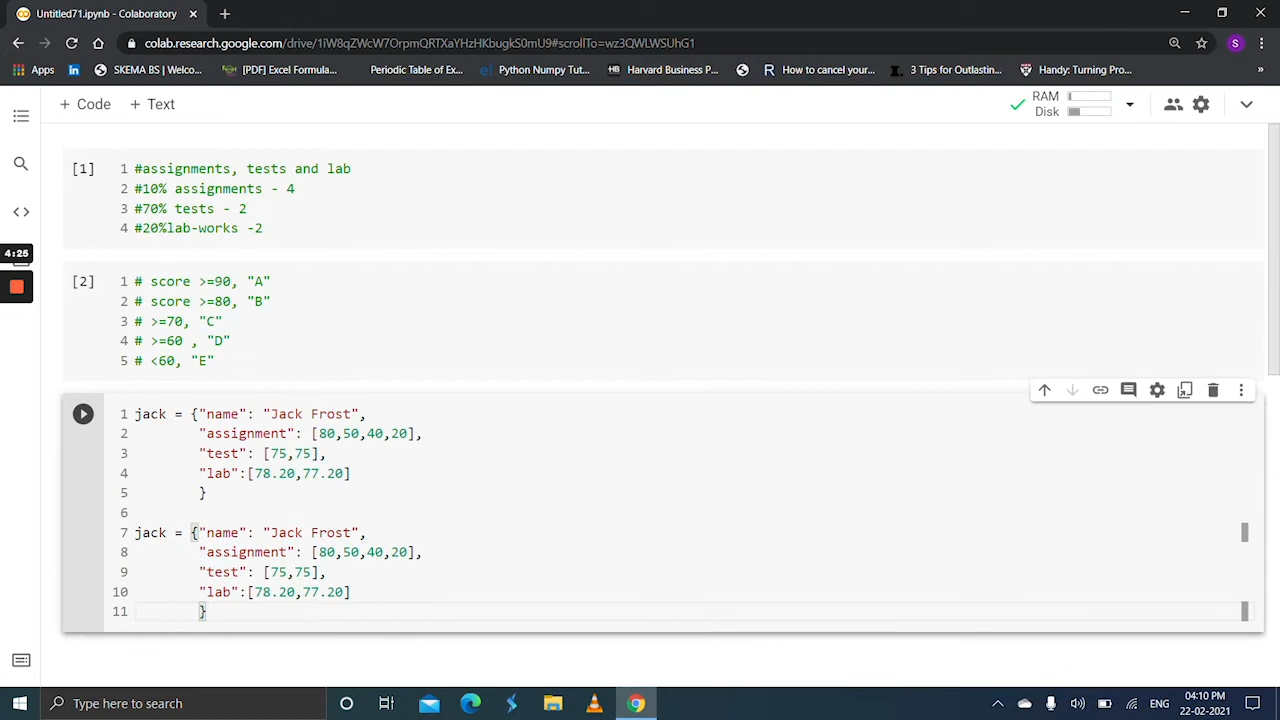 Untitled71.ipynb - Colaboratory
colab.research.google.com/drive/1iW8qZWcW7OrpmQRTXaYHzHKbugkS0mU9#scrollTo=wz3QWLWSUhG1
S
Apps
SKEMA BS | Welco...
[PDF] Excel Formula...
Periodic Table of Ex...
Python Numpy Tut...
Harvard Business P...
How to cancel your...
3 Tips for Outlastin...
Handy: Turning Pro...
»
+ Code + Text
RAM
Disk
[1]
1 #assignments, tests and lab
2 #10% assignments - 4
3 #70% tests - 2
4 #20%lab-works -2
4:25
[2]
1 # score >=90, "A"
2 # score >=80, "B"
3 # >=70, "C"
4 # >=60 , "D"
5 # <60, "E"
1 jack = {"name": "Jack Frost",
2 "assignment": [80,50,40,20],
3 "test": [75,75],
4 "lab":[78.20,77.20]
5 }
6
7 jack = {"name": "Jack Frost",
8 "assignment": [80,50,40,20],
9 "test": [75,75],
10 "lab":[78.20,77.20]
11 }
Type here to search
ENG
04:10 PM
22-02-2021